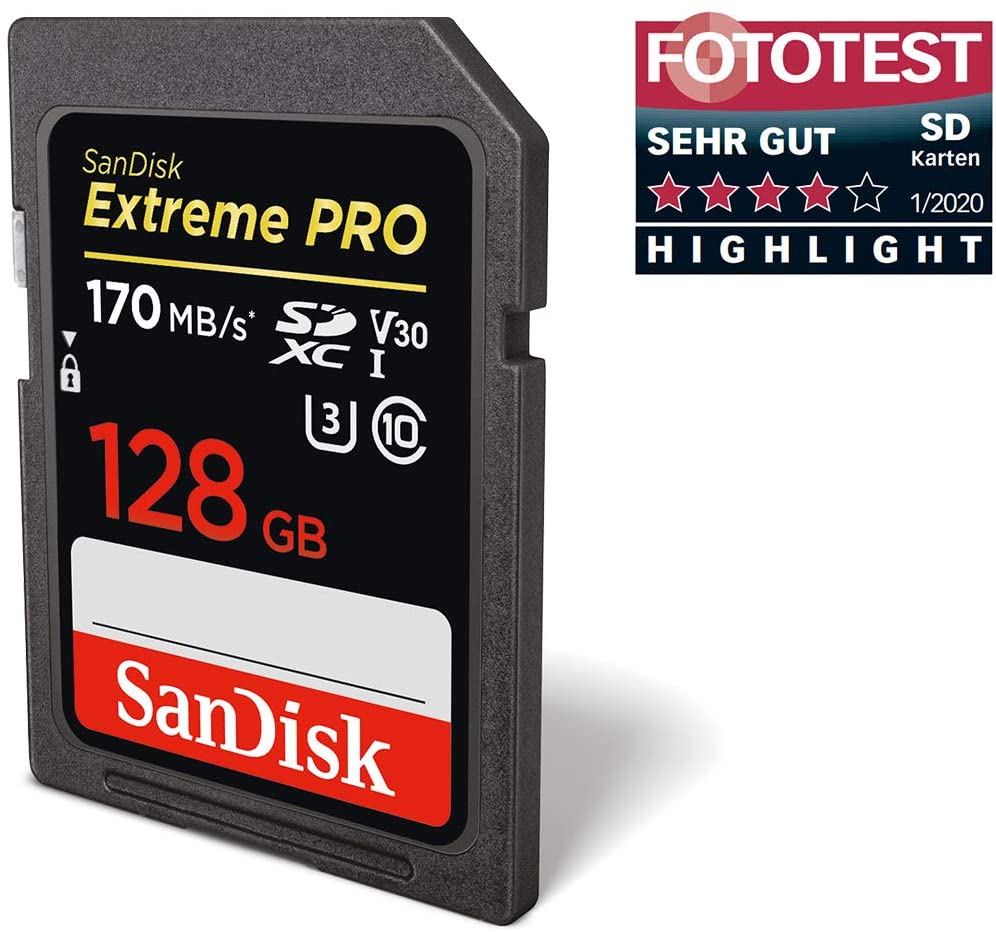 SanDisk
Extreme PRO
170 MB/s*
SD XC V30 I
3 10
128 GB
SanDisk
FOTOTEST
SEHR GUT
SD Karten
1/2020
HIGHLIGHT